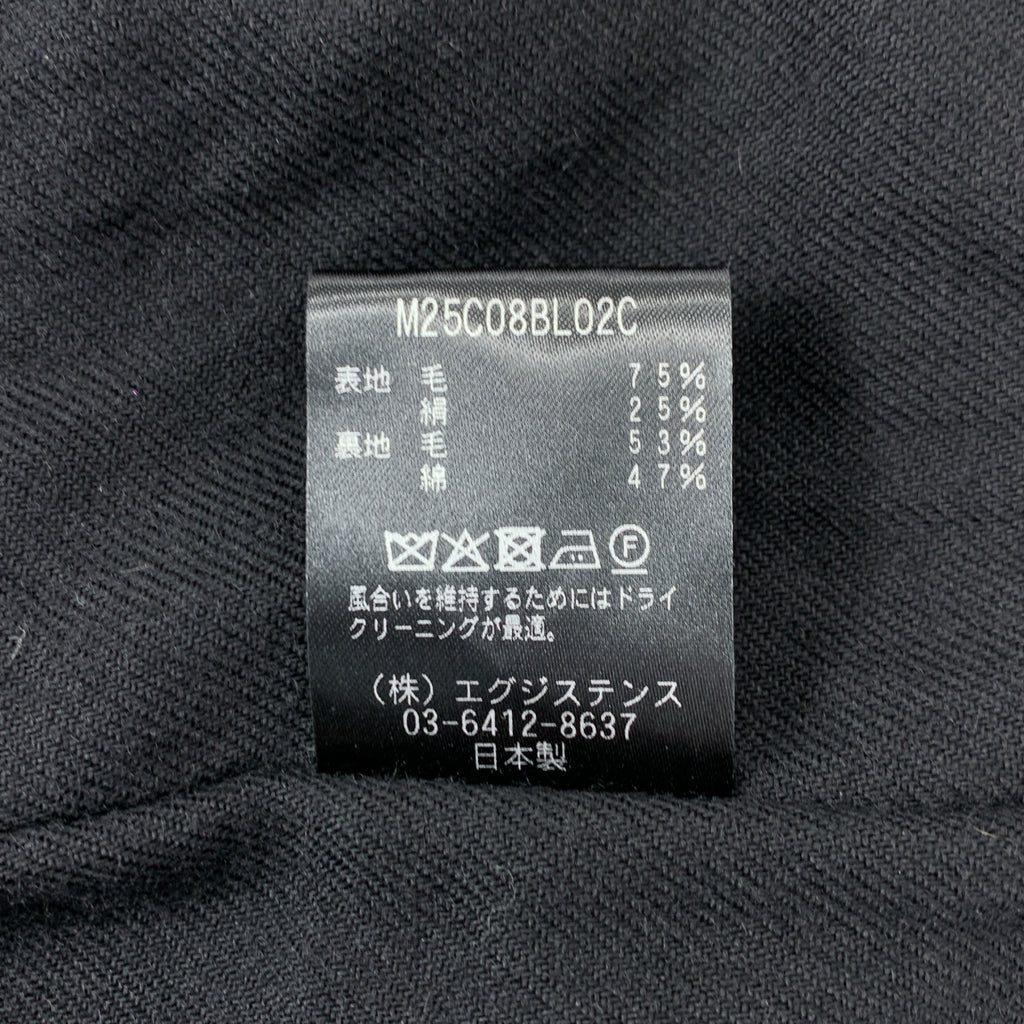 M25C08BL02C
表地 毛 75%
絹 25%
裏地 毛 53%
綿 47%
F
風合いを維持するためにはドライ
クリーニングが最適。
(株)エグジステンス
03-6412-8637
日本製